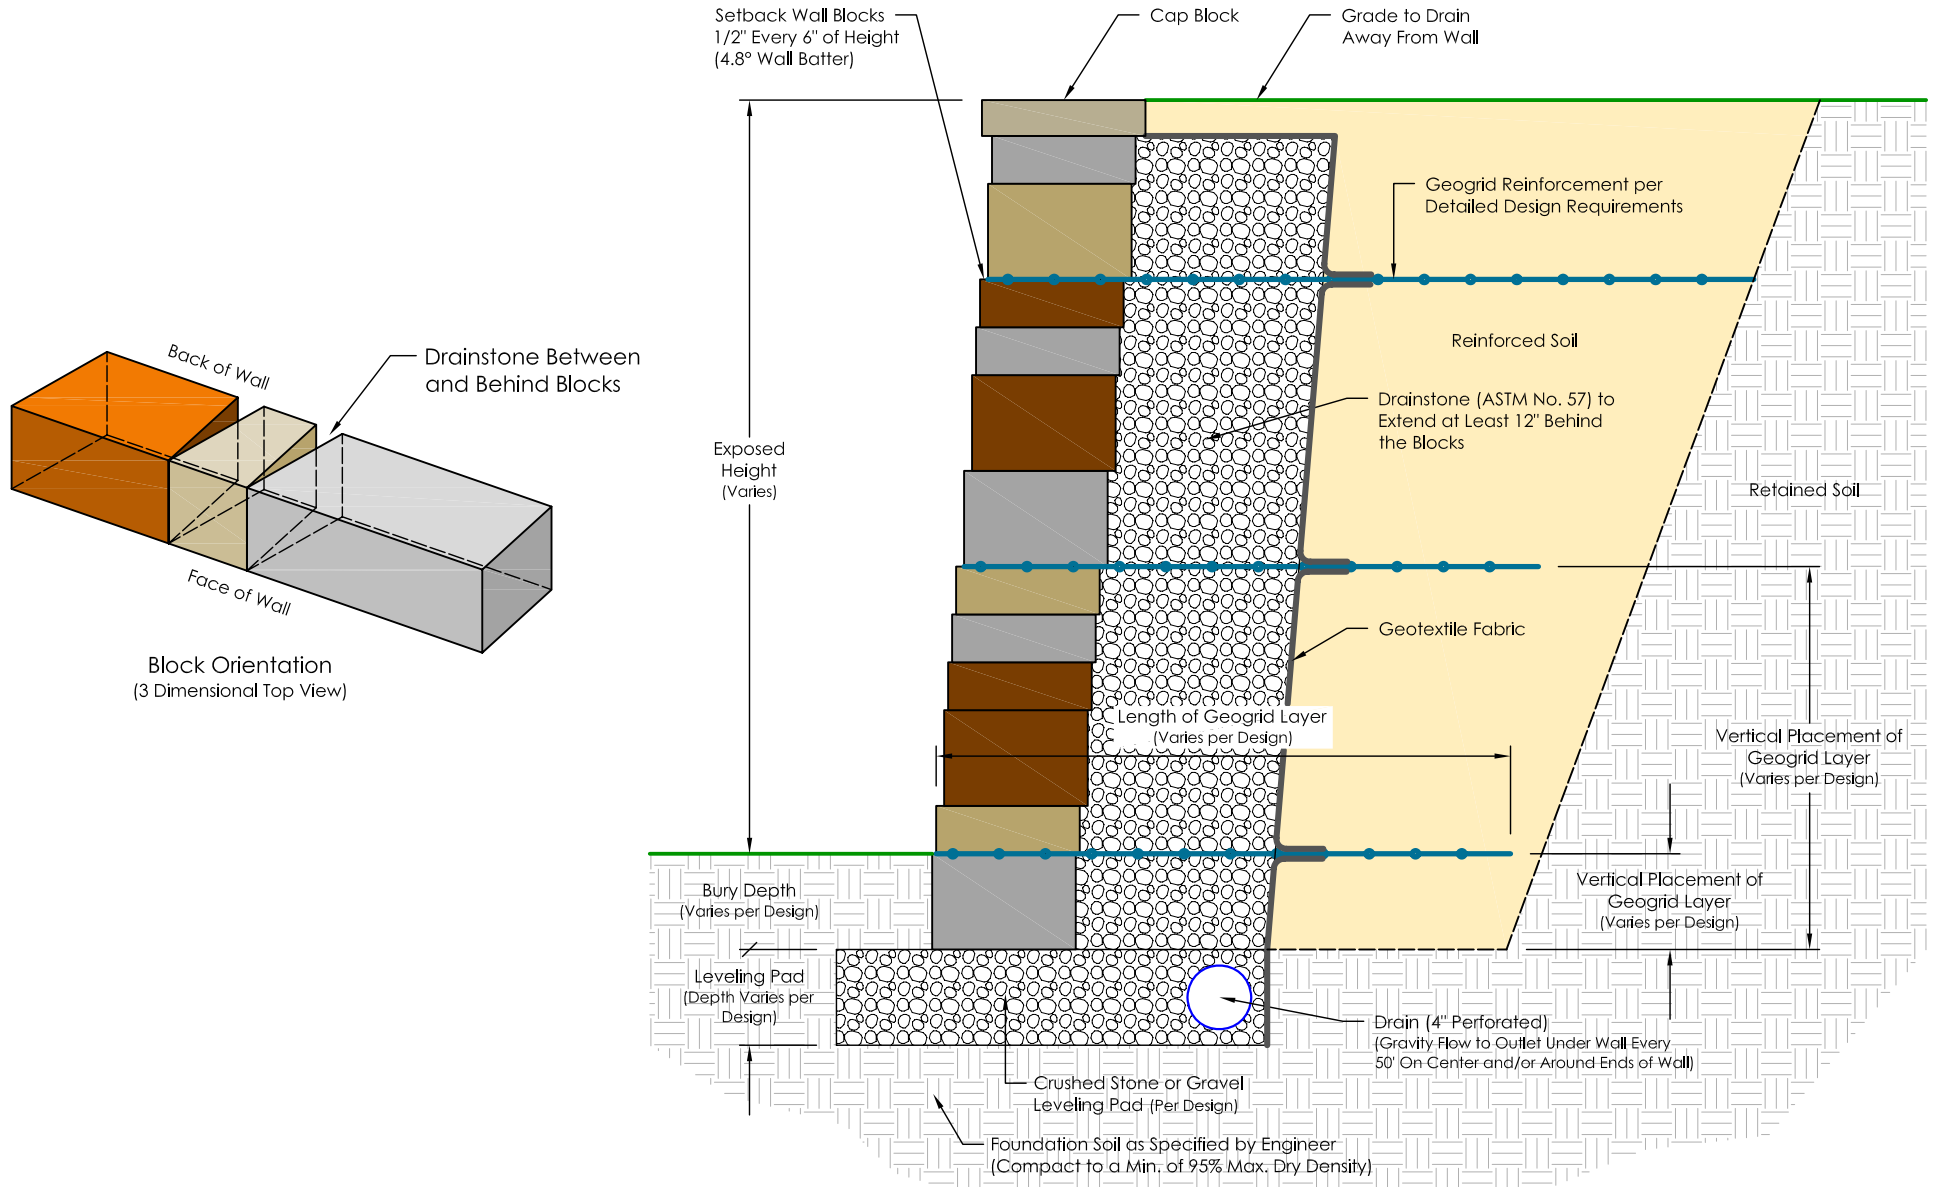 Setback Wall Blocks
1/2" Every 6" of Height
(4.8° Wall Batter)
Cap Block
Grade to Drain
Away From Wall
Geogrid Reinforcement per
Detailed Design Requirements
Reinforced Soil
Back of Wall
Drainstone Between
and Behind Blocks
Drainstone (ASTM No. 57) to
Extend at Least 12" Behind
the Blocks
Exposed
Height
(Varies)
Retained Soil
Face of Wall
Geotextile Fabric
Block Orientation
(3 Dimensional Top View)
Length of Geogrid Layer
(Varies per Design)
Vertical Placement of
Geogrid Layer
(Varies per Design)
Bury Depth
(Varies per Design)
Vertical Placement of
Geogrid Layer
(Varies per Design)
Leveling Pad
(Depth Varies per
Design)
Drain (4" Perforated)
(Gravity Flow to Outlet Under Wall Every
50' On Center and/or Around Ends of Wall)
Crushed Stone or Gravel
Leveling Pad (Per Design)
Foundation Soil as Specified by Engineer
(Compact to a Min. of 95% Max. Dry Density)